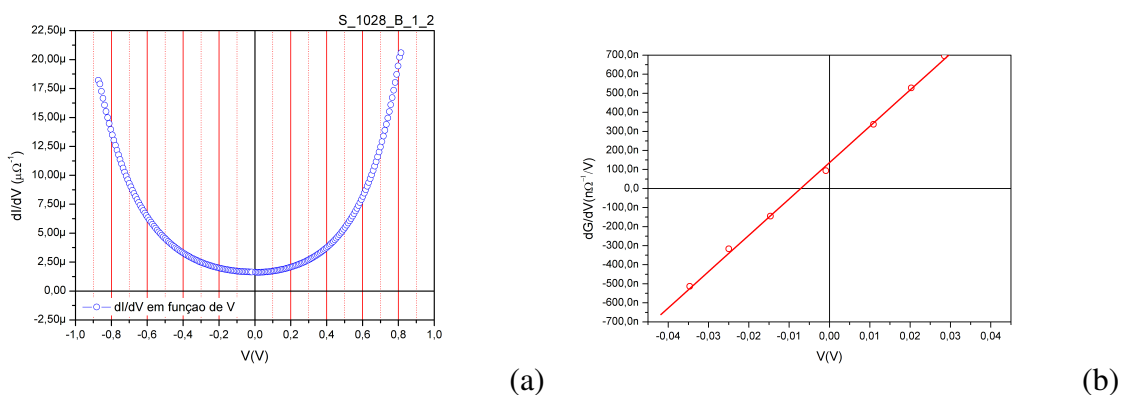 S_1028_B_1_2
22,50µ
20,00µ
17,50µ
15,00µ
12,50µ
10,00µ
7,50µ
5,00µ
2,50µ
0,00
-2,50µ
dI/dV (µΩ⁻¹)
dI/dV em funçao de V
-1,0 -0,8 -0,6 -0,4 -0,2 0,0 0,2 0,4 0,6 0,8 1,0
V(V)
(a)
700,0n
600,0n
500,0n
400,0n
300,0n
200,0n
100,0n
0,0
-100,0n
-200,0n
-300,0n
-400,0n
-500,0n
-600,0n
-700,0n
dG/dV(nΩ⁻¹/V)
-0,04 -0,03 -0,02 -0,01 0,00 0,01 0,02 0,03 0,04
V(V)
(b)